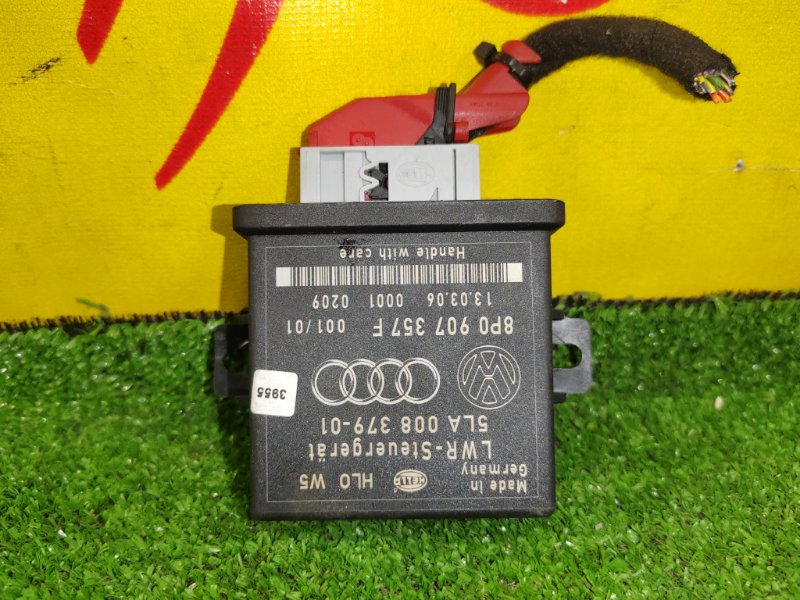 Made in
Germany
HELLA
HLO W5
LWR-Steuergerät
5LA 008 379-01
8P0 907 357 F
001/01
13.03.06 0001 0209
Handle with care
3955